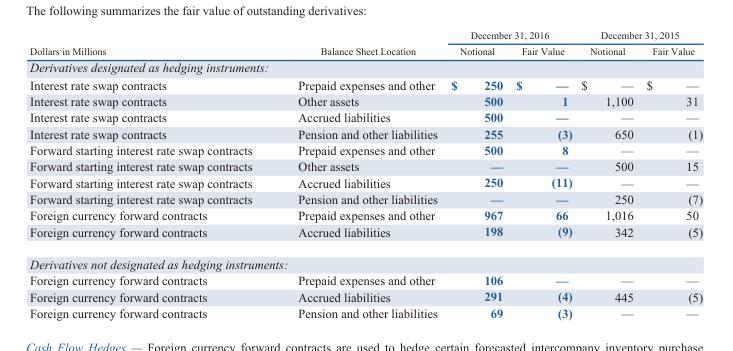 The following summarizes the fair value of outstanding derivatives:
December 31, 2016 December 31, 2015
Dollars in Millions Balance Sheet Location Notional Fair Value Notional Fair Value
Derivatives designated as hedging instruments:
Interest rate swap contracts Prepaid expenses and other $ 250 $ — $ — $ —
Interest rate swap contracts Other assets 500 1 1,100 31
Interest rate swap contracts Accrued liabilities 500 — — —
Interest rate swap contracts Pension and other liabilities 255 (3) 650 (1)
Forward starting interest rate swap contracts Prepaid expenses and other 500 8 — —
Forward starting interest rate swap contracts Other assets — — 500 15
Forward starting interest rate swap contracts Accrued liabilities 250 (11) — —
Forward starting interest rate swap contracts Pension and other liabilities — — 250 (7)
Foreign currency forward contracts Prepaid expenses and other 967 66 1,016 50
Foreign currency forward contracts Accrued liabilities 198 (9) 342 (5)
Derivatives not designated as hedging instruments:
Foreign currency forward contracts Prepaid expenses and other 106 — — —
Foreign currency forward contracts Accrued liabilities 291 (4) 445 (5)
Foreign currency forward contracts Pension and other liabilities 69 (3) — —
Cash Flow Hedges — Foreign currency forward contracts are used to hedge certain forecasted intercompany inventory purchase